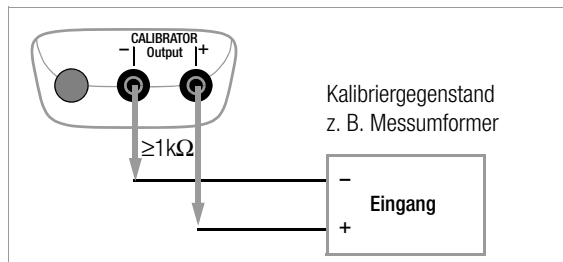 CALIBRATOR
– Output +
≥1kΩ
Kalibriergegenstand
z. B. Messumformer
–
Eingang
+